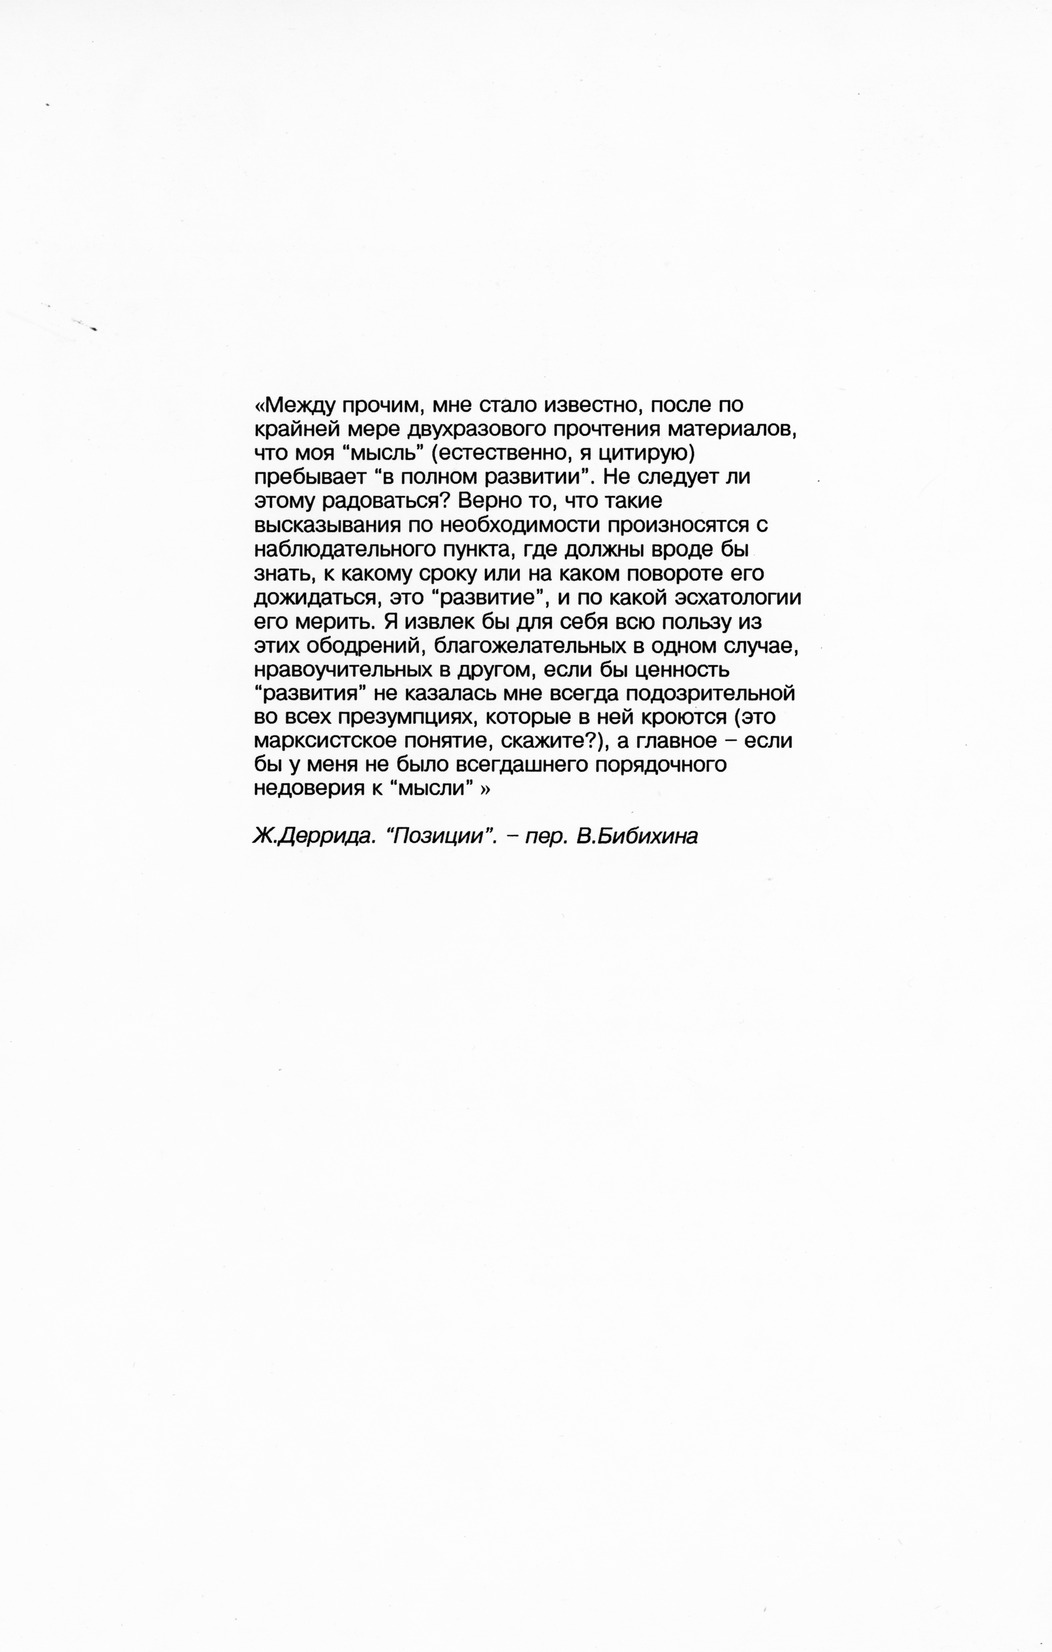 «Между прочим, мне стало известно, после по
крайней мере двухразового прочтения материалов,
что моя “мысль” (естественно, я цитирую)
пребывает “в полном развитии”. Не следует ли
этому радоваться? Верно то, что такие
высказывания по необходимости произносятся с
наблюдательного пункта, где должны вроде бы
знать, к какому сроку или на каком повороте его
дожидаться, это “развитие”, и по какой эсхатологии
его мерить. Я извлек бы для себя всю пользу из
этих ободрений, благожелательных в одном случае,
нравоучительных в другом, если бы ценность
“развития” не казалась мне всегда подозрительной
во всех презумпциях, которые в ней кроются (это
марксистское понятие, скажите?), а главное – если
бы у меня не было всегдашнего порядочного
недоверия к “мысли” »
Ж.Деррида. “Позиции”. – пер. В.Бибихина